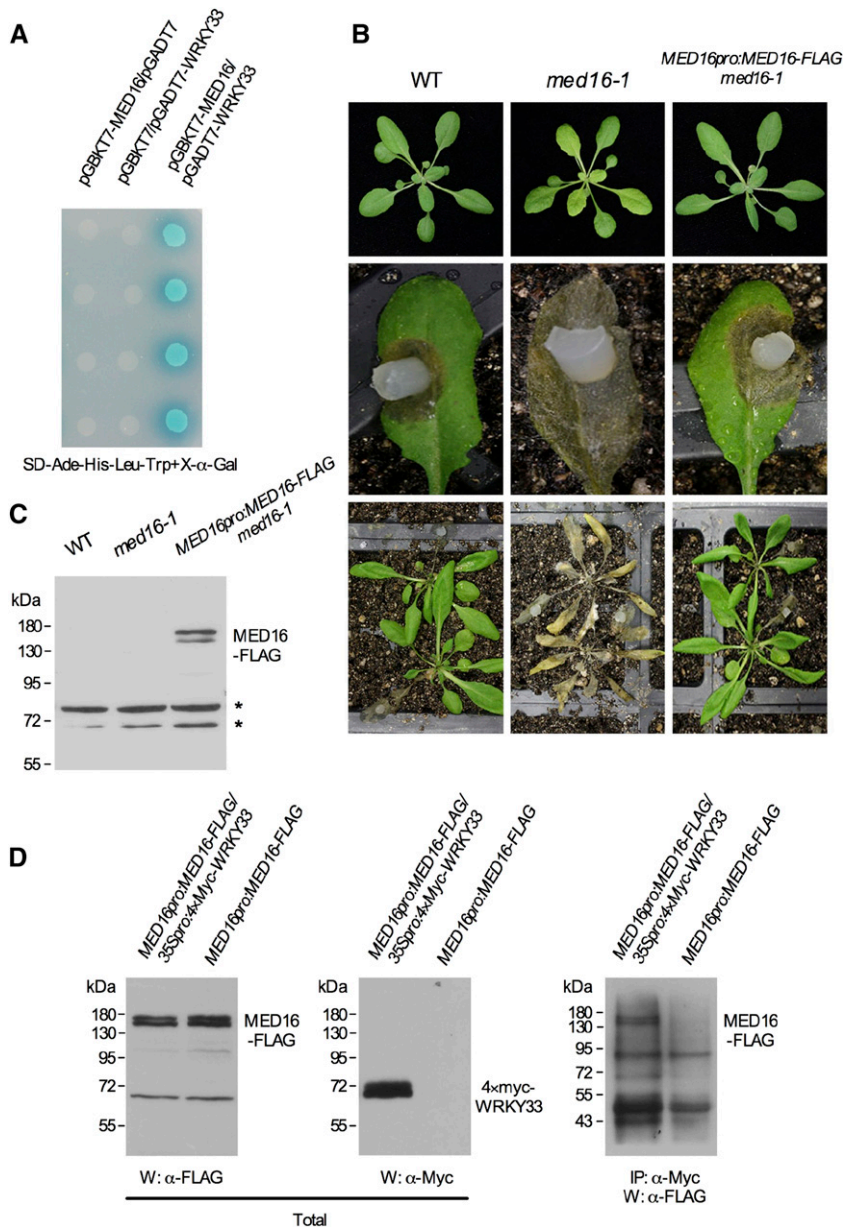 A
pGBKT7-MED16/pGADT7
pGBKT7/pGADT7-WRKY33
pGBKT7-MED16/
pGADT7-WRKY33
SD-Ade-His-Leu-Trp+X-α-Gal
B
WT
med16-1
MED16pro:MED16-FLAG
med16-1
C
WT
med16-1
MED16pro:MED16-FLAG
med16-1
kDa
180
130
95
72
55
MED16
-FLAG
*
*
D
MED16pro:MED16-FLAG/
35Spro:4×Myc-WRKY33
MED16pro:MED16-FLAG
kDa
180
130
95
72
55
MED16
-FLAG
W: α-FLAG
MED16pro:MED16-FLAG/
35Spro:4×Myc-WRKY33
MED16pro:MED16-FLAG
kDa
180
130
95
72
55
4×myc-
WRKY33
W: α-Myc
Total
MED16pro:MED16-FLAG/
35Spro:4×Myc-WRKY33
MED16pro:MED16-FLAG
kDa
180
130
95
72
55
43
MED16
-FLAG
IP: α-Myc
W: α-FLAG